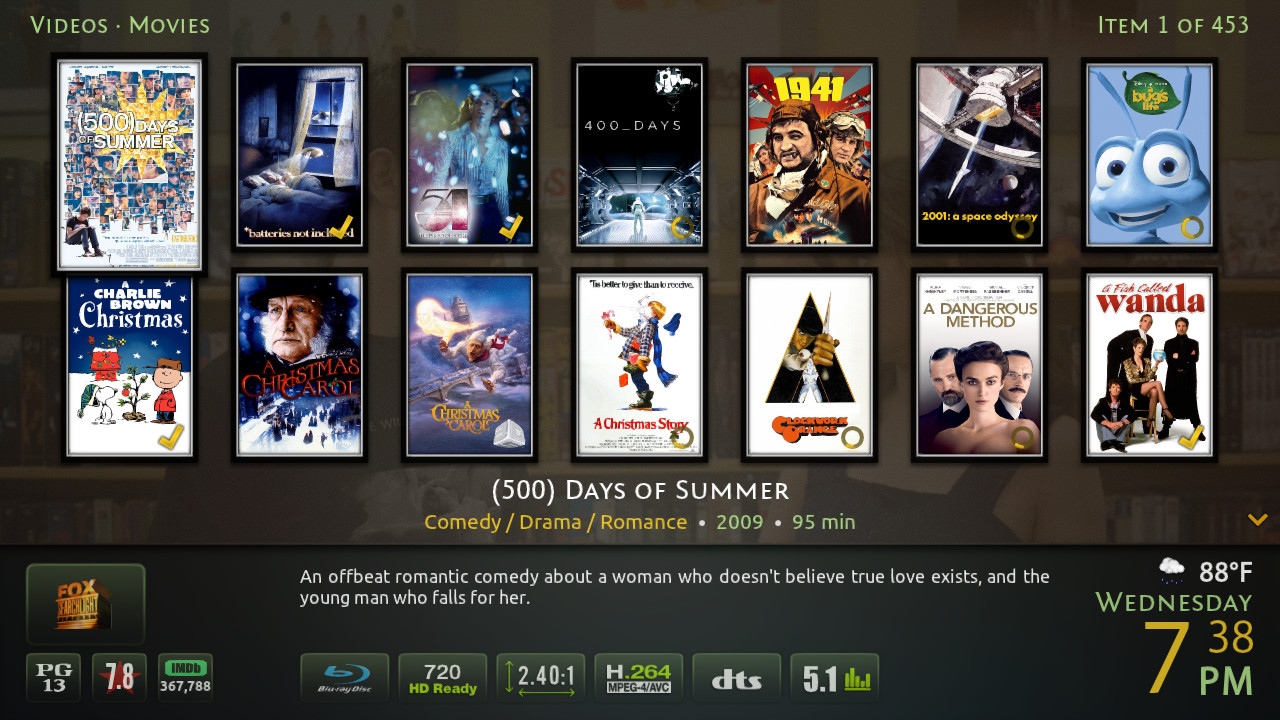 Videos · Movies
Item 1 of 453
(500) DAYS
OF SUMMER
*batteries not included
54
400_DAYS
1941
2001: a space odyssey
a bug's life
A
CHARLIE
BROWN
Christmas
A
CHRISTMAS
CAROL
A
CHRISTMAS
CAROL
'Tis better to give than to receive.
A Christmas Story
CLOCKWORK
ORANGE
A DANGEROUS
METHOD
A Fish Called
wanda
(500) Days of Summer
Comedy / Drama / Romance • 2009 • 95 min
FOX
SEARCHLIGHT
An offbeat romantic comedy about a woman who doesn't believe true love exists, and the
young man who falls for her.
88°F
Wednesday
7 38
PM
PG
13
7.8
IMDb
367,788
Blu-ray Disc
720
HD Ready
2.40:1
H.264
MPEG-4/AVC
dts
5.1